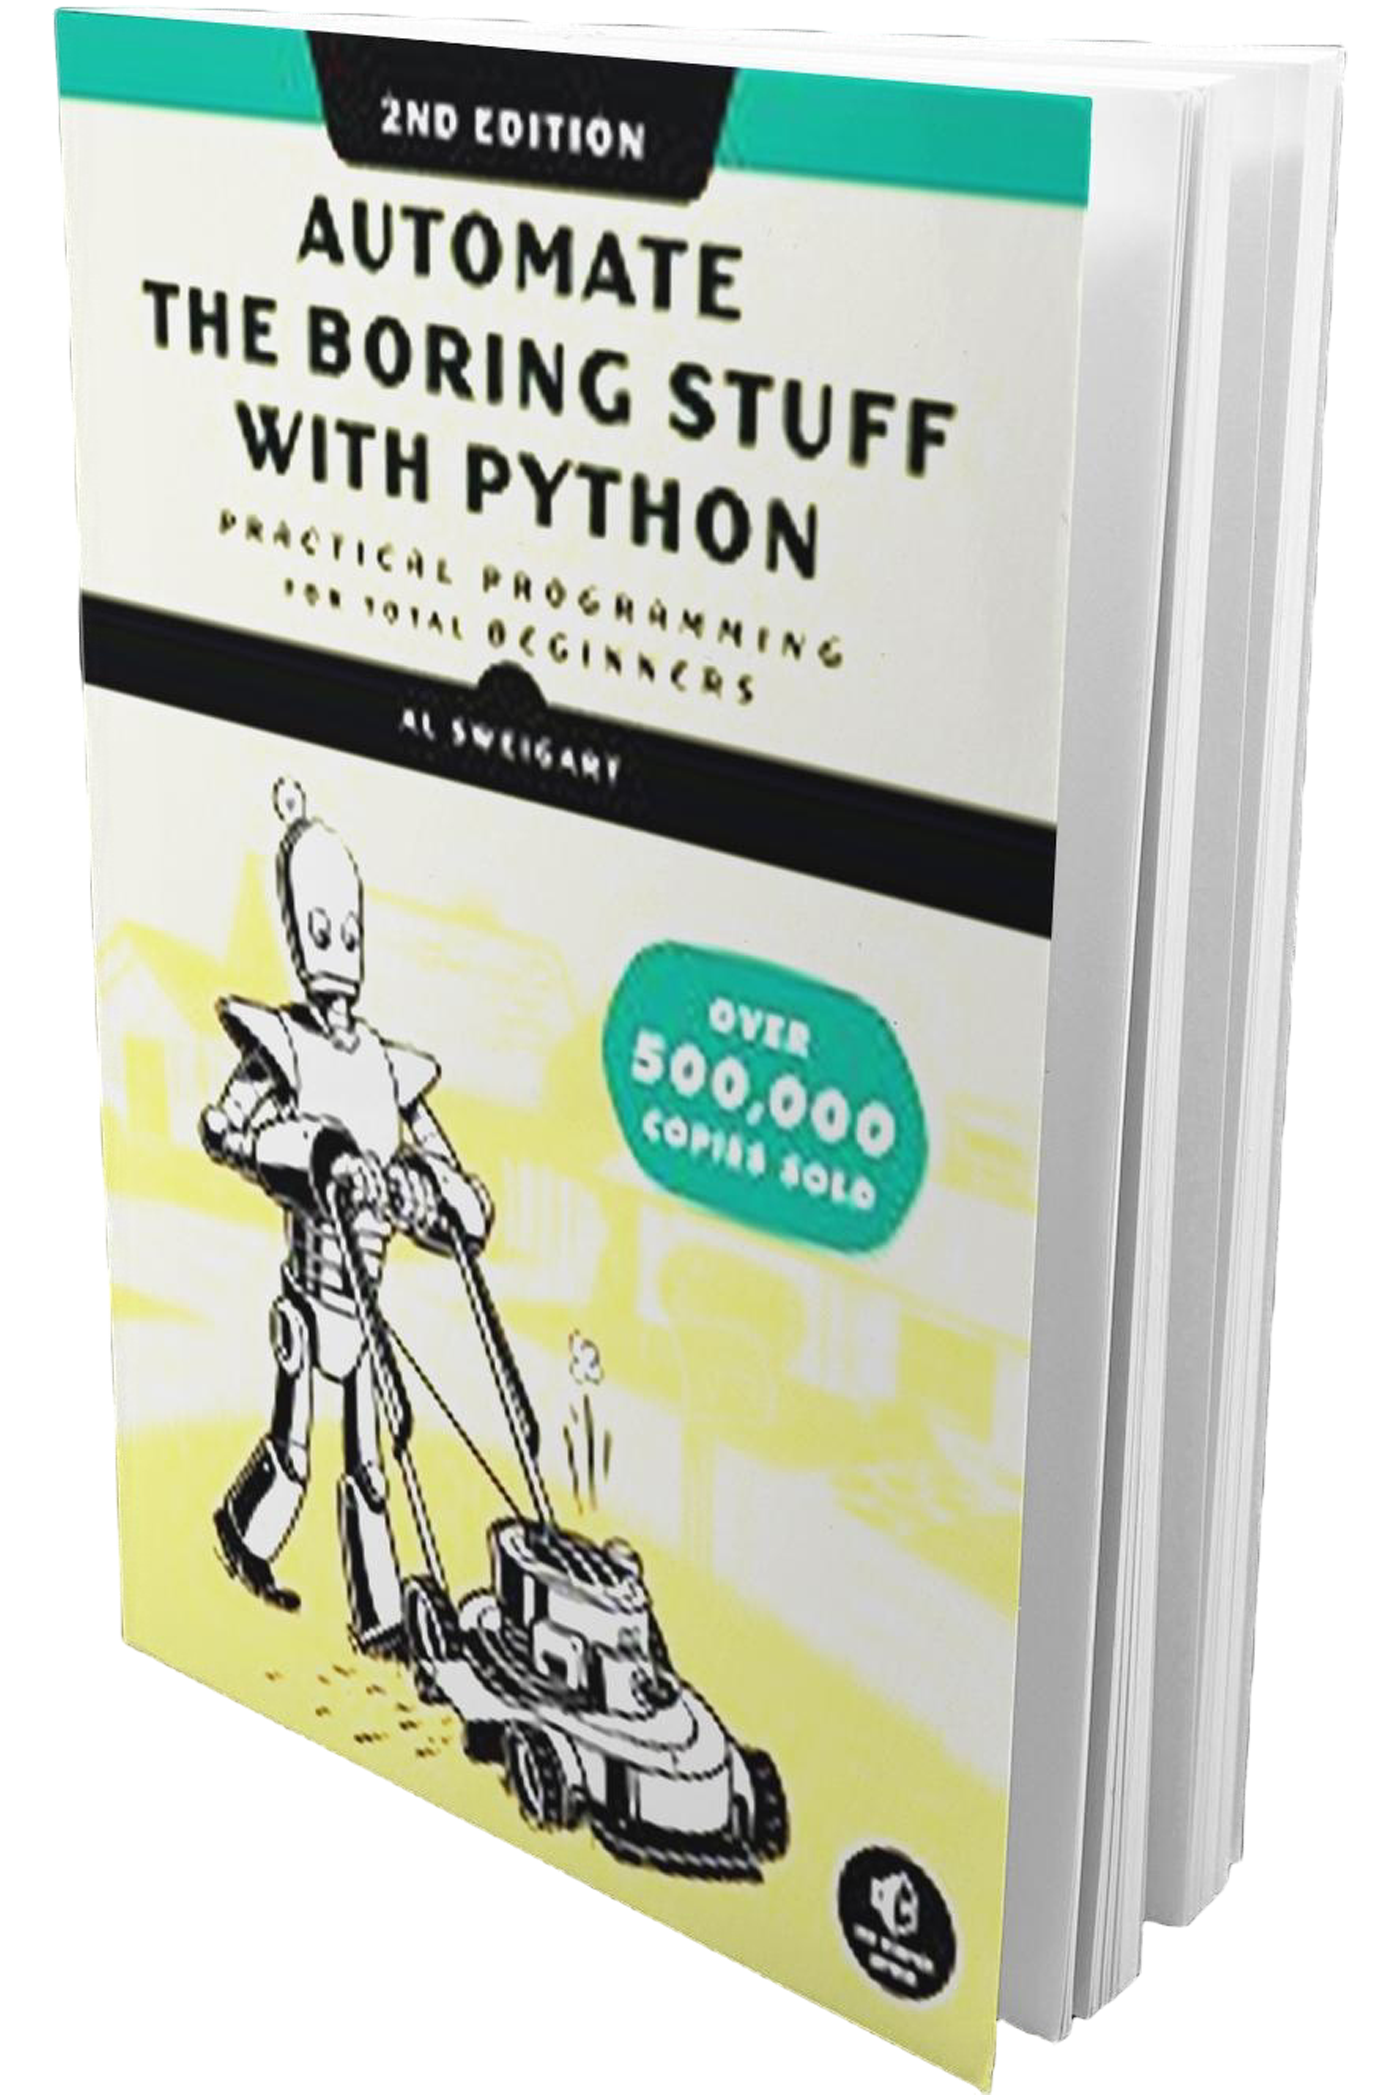 2ND EDITION
AUTOMATE
THE BORING STUFF
WITH PYTHON
PRACTICAL PROGRAMMING
FOR TOTAL BEGINNERS
AL SWEIGART
OVER
500,000
COPIES SOLD